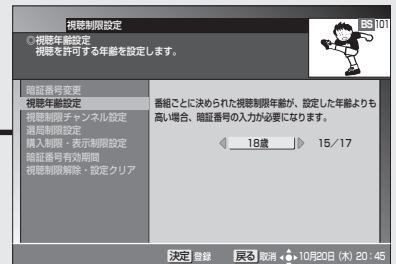 視聴制限設定
BS 101
◎視聴年齢設定
視聴を許可する年齢を設定します。
暗証番号変更
視聴年齢設定
視聴制限チャンネル設定
選局制限設定
購入制限・表示制限設定
暗証番号有効期間
視聴制限解除・設定クリア
番組ごとに決められた視聴制限年齢が、設定した年齢よりも
高い場合、暗証番号の入力が必要になります。
18歳 15/17
決定 登録 戻る 取消 10月20日 (木) 20:45